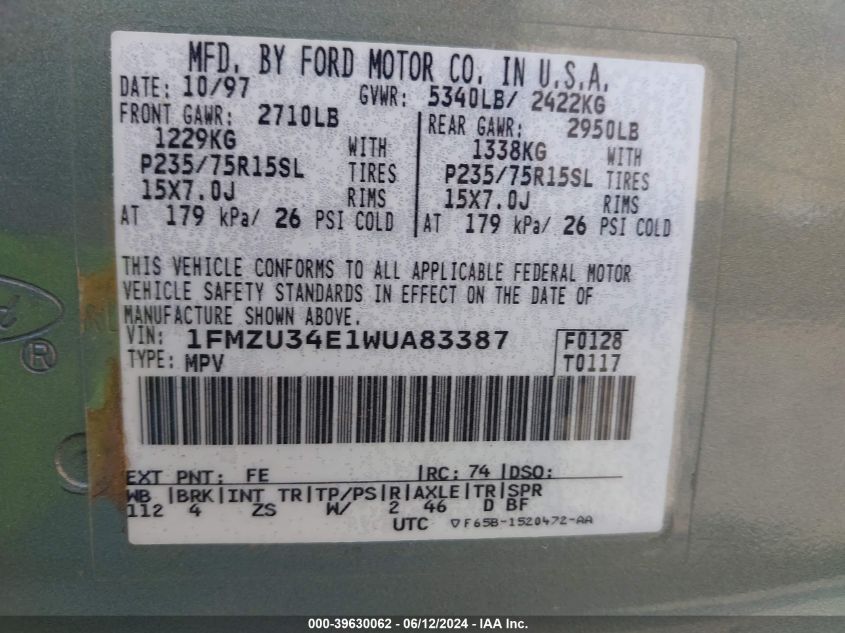 MFD. BY FORD MOTOR CO. IN U.S.A.
DATE: 10/97 GVWR: 5340LB/ 2422KG
FRONT GAWR: 2710LB REAR GAWR: 2950LB
1229KG WITH 1338KG WITH
P235/75R15SL TIRES P235/75R15SL TIRES
15X7.0J RIMS 15X7.0J RIMS
AT 179 kPa/ 26 PSI COLD AT 179 kPa/ 26 PSI COLD
THIS VEHICLE CONFORMS TO ALL APPLICABLE FEDERAL MOTOR
VEHICLE SAFETY STANDARDS IN EFFECT ON THE DATE OF
MANUFACTURE SHOWN ABOVE.
VIN: 1FMZU34E1WUA83387 F0128
TYPE: MPV T0117
EXT PNT: FE RC: 74 DSO:
WB BRK INT TR TP/PS R AXLE TR SPR
112 4 ZS W/ 2 46 D BF
UTC ▽F65B-1520472-AA
®
000-39630062 - 06/12/2024 - IAA Inc.